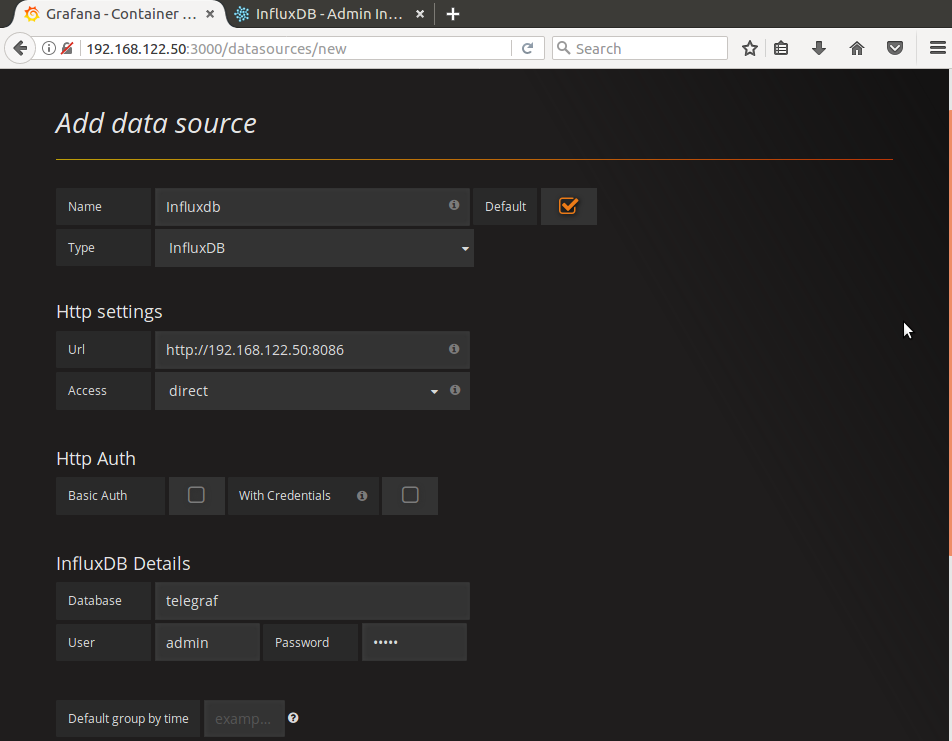 Grafana - Container ... InfluxDB - Admin In...
192.168.122.50:3000/datasources/new Search
Add data source
Name Influxdb Default
Type InfluxDB
Http settings
Url http://192.168.122.50:8086
Access direct
Http Auth
Basic Auth With Credentials
InfluxDB Details
Database telegraf
User admin Password •••••
Default group by time examp...